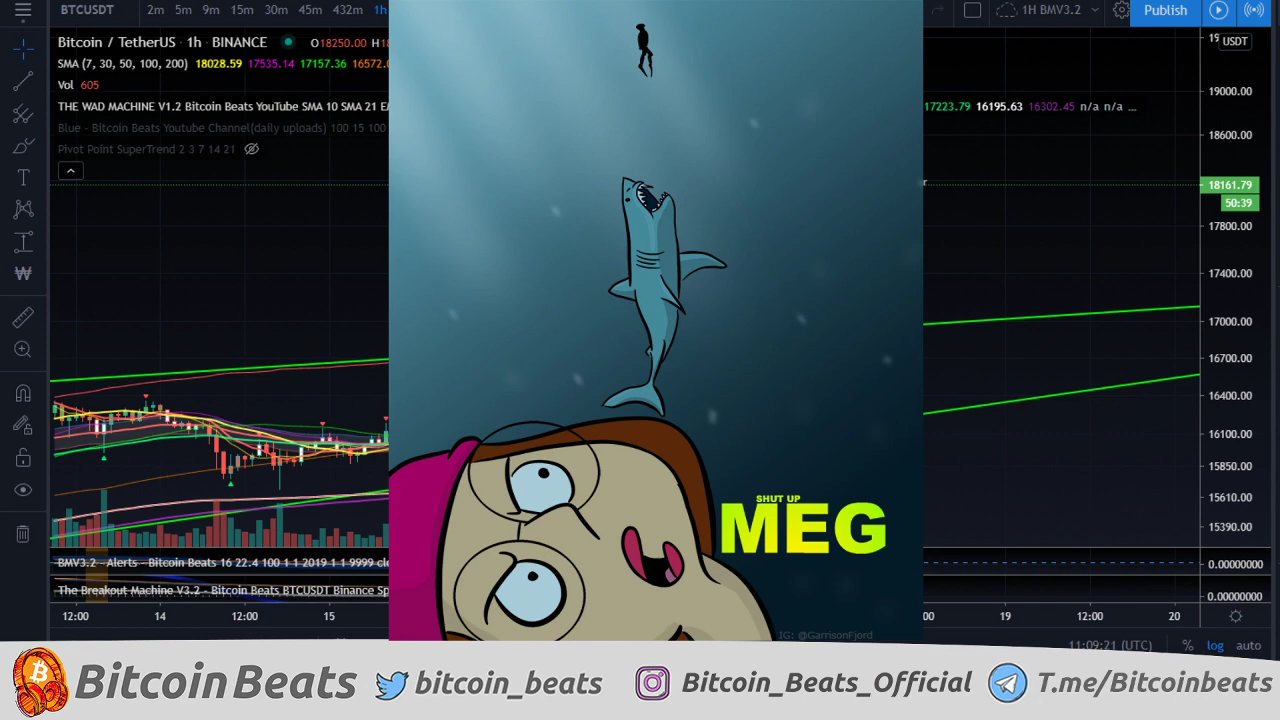 BTCUSDT 2m 5m 9m 15m 30m 45m 432m 1h
1H BMV3.2 Publish
Bitcoin / TetherUS · 1h · BINANCE O18250.00
USDT
SMA (7, 30, 50, 100, 200) 18028.59 17535.14 17157.36
Vol 605
THE WAD MACHINE V1.2 Bitcoin Beats YouTube SMA 10 SMA 21
17223.79 16195.63 16302.45 n/a n/a ...
Blue - Bitcoin Beats Youtube Channel(daily uploads) 100 15 100
Pivot Point SuperTrend 2 3 7 14 21
19000.00
18600.00
18161.79
50:39
17800.00
17400.00
17000.00
16700.00
16400.00
16100.00
15850.00
15610.00
15390.00
SHUT UP
MEG
BMV3.2 - Alerts - Bitcoin Beats 16 22.4 100 1 1 2019 1 1 9999
0.00000000
The Breakout Machine V3.2 - Bitcoin Beats BTCUSDT Binance
0.00000000
12:00 14 12:00 15
19 12:00 20
IG: @GarrisonFjord
11:09:21 (UTC) % log auto
Bitcoin Beats bitcoin_beats Bitcoin_Beats_Official T.me/Bitcoinbeats